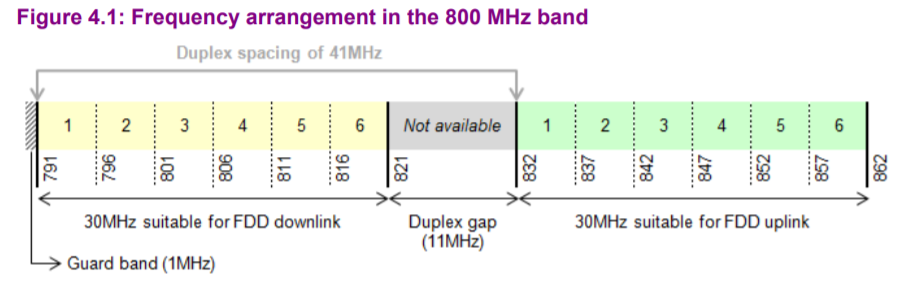 Figure 4.1: Frequency arrangement in the 800 MHz band
Duplex spacing of 41MHz
1 2 3 4 5 6 Not available 1 2 3 4 5 6
791 796 801 806 811 816 821 832 837 842 847 852 857 862
30MHz suitable for FDD downlink
Duplex gap
(11MHz)
30MHz suitable for FDD uplink
Guard band (1MHz)